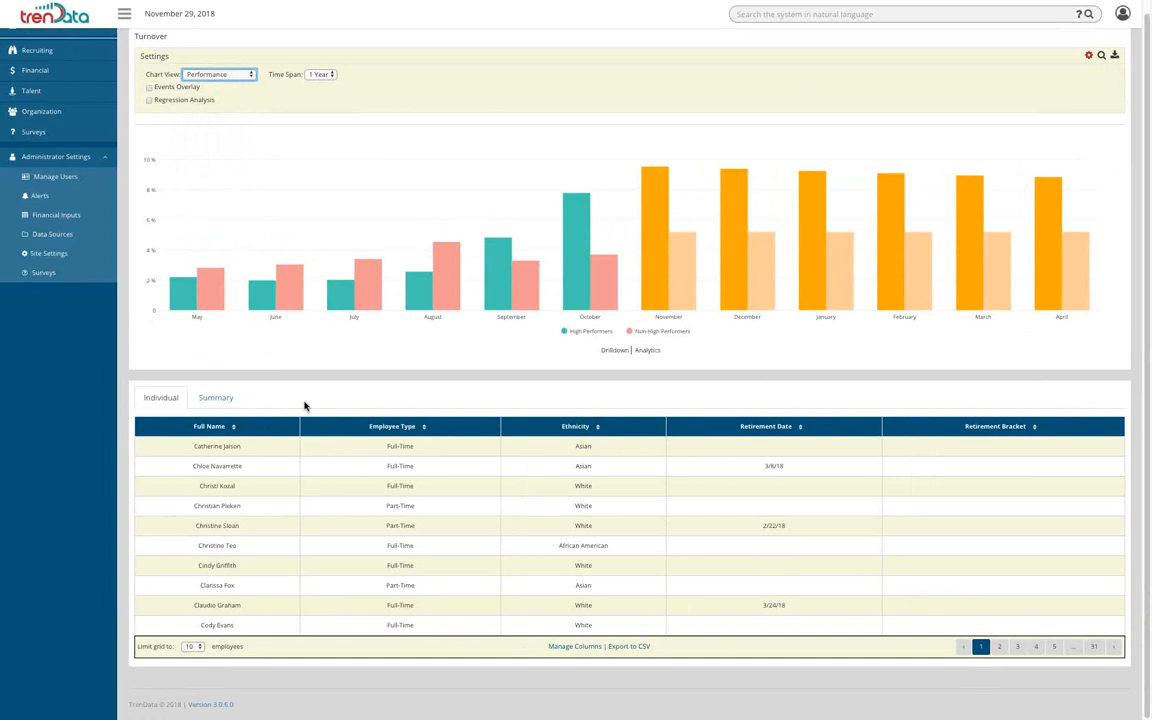 trenData
November 29, 2018
Search the system in natural language
?
Turnover
Recruiting
Financial
Talent
Organization
? Surveys
Administrator Settings
Manage Users
Alerts
Financial Inputs
Data Sources
Site Settings
Surveys
Settings
Chart View: Performance Time Span: 1 Year
Events Overlay
Regression Analysis
10 %
8 %
6 %
4 %
2 %
0
May June July August September October November December January February March April
High Performers Non-High Performers
Drilldown | Analytics
Individual Summary
Full Name Employee Type Ethnicity Retirement Date Retirement Bracket
Catherine Jaison Full-Time Asian
Chloe Navarrette Full-Time Asian 3/8/18
Christi Kozal Full-Time White
Christian Pieken Part-Time White
Christine Sloan Part-Time White 2/22/18
Christine Teo Full-Time African American
Cindy Griffith Full-Time White
Clarissa Fox Part-Time Asian
Claudio Graham Full-Time White 3/24/18
Cody Evans Full-Time White
Limit grid to: 10 employees Manage Columns | Export to CSV ‹ 1 2 3 4 5 ... 31 ›
TrenData © 2018 | Version 3.0.6.0